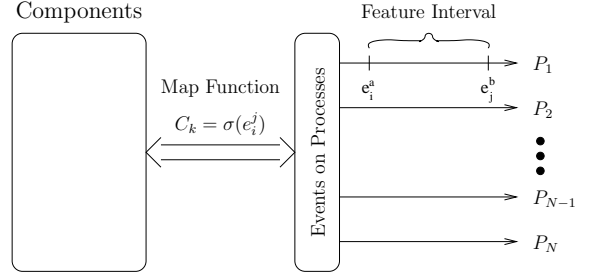 Components
Feature Interval
Map Function
C_k = σ(e_i^j)
Events on Processes
e_i^a
e_j^b
P_1
P_2
P_{N−1}
P_N